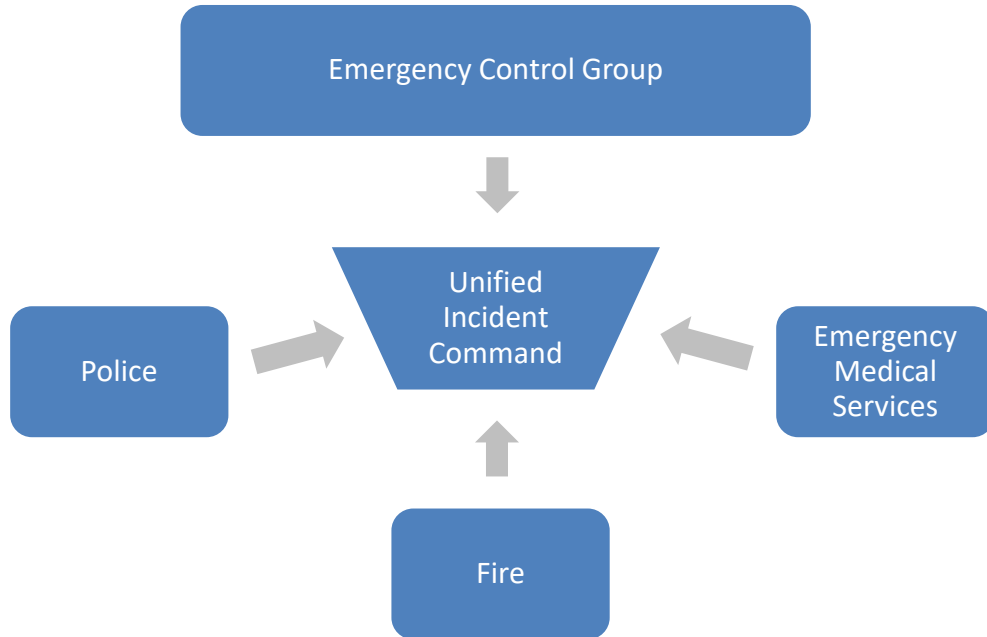 Emergency Control Group
Unified
Incident
Command
Police
Emergency
Medical
Services
Fire